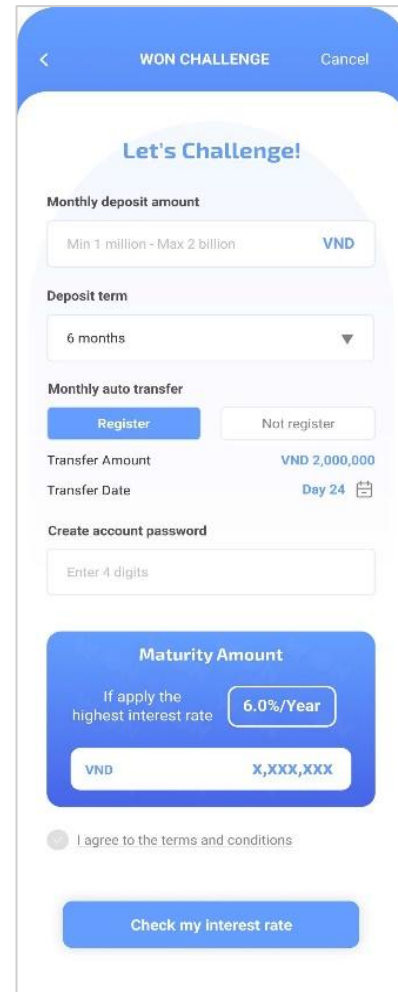 WON CHALLENGE Cancel
Let's Challenge!
Monthly deposit amount
Min 1 million - Max 2 billion VND
Deposit term
6 months
Monthly auto transfer
Register Not register
Transfer Amount VND 2,000,000
Transfer Date Day 24
Create account password
Enter 4 digits
Maturity Amount
If apply the
highest interest rate 6.0%/Year
VND X,XXX,XXX
I agree to the terms and conditions
Check my interest rate